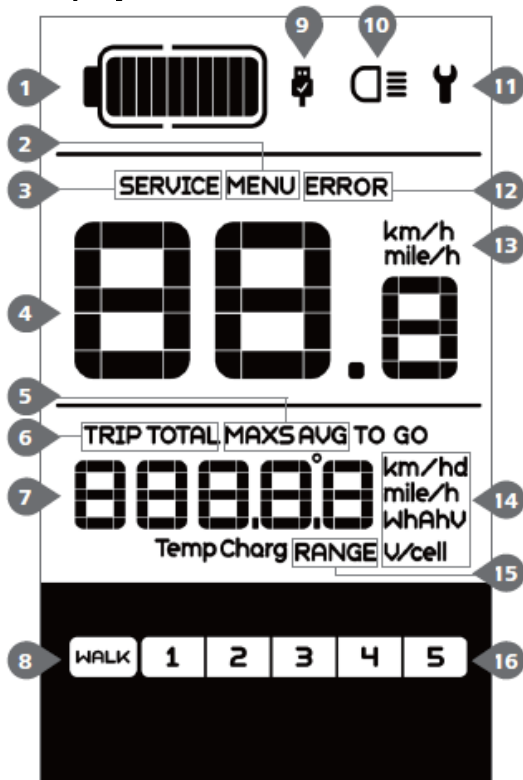 9 10
1 11
2
SERVICE MENU ERROR
3 12
km/h
mile/h
13
88.8
4
5
TRIP TOTAL MAXS AVG TO GO
6
888.8.8°
7
km/hd
mile/h
WhAhV
14
Temp Charg RANGE V/cell
15
8 WALK 1 2 3 4 5 16